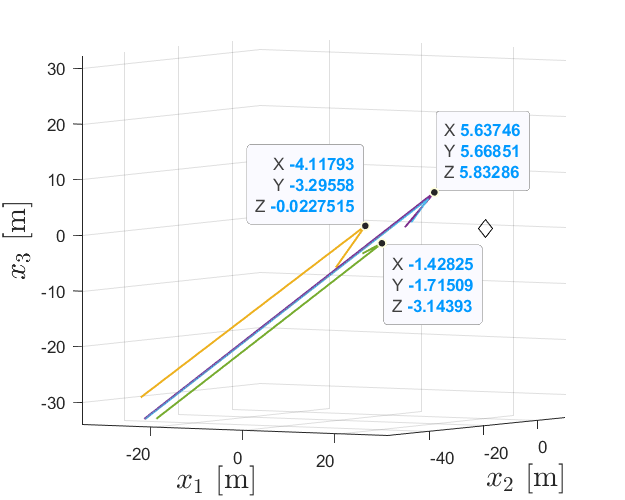 30
20
10
0
-10
-20
-30
x3 [m]
X -4.11793
Y -3.29558
Z -0.0227515
X 5.63746
Y 5.66851
Z 5.83286
X -1.42825
Y -1.71509
Z -3.14393
-20
0
20
x1 [m]
-40
-20
0
x2 [m]